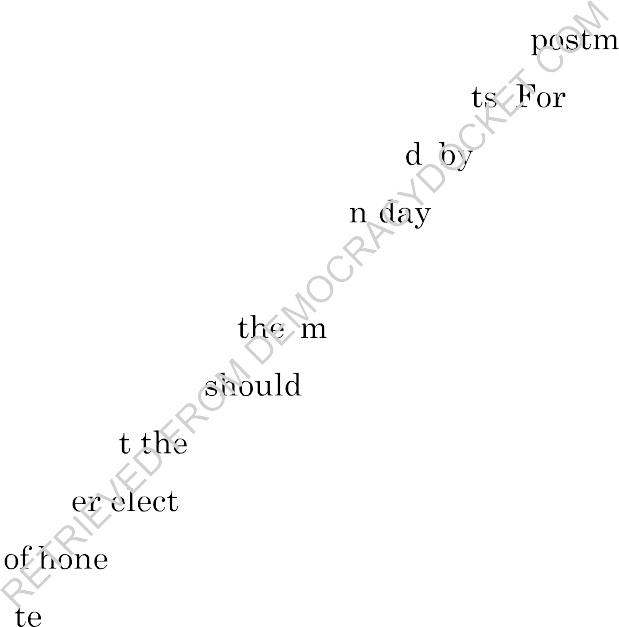 postm
ts For
d by
n day
the m
should
t the
er elect
of hone
te
RETRIEVED FROM DEMOCRACYDOCKET.COM